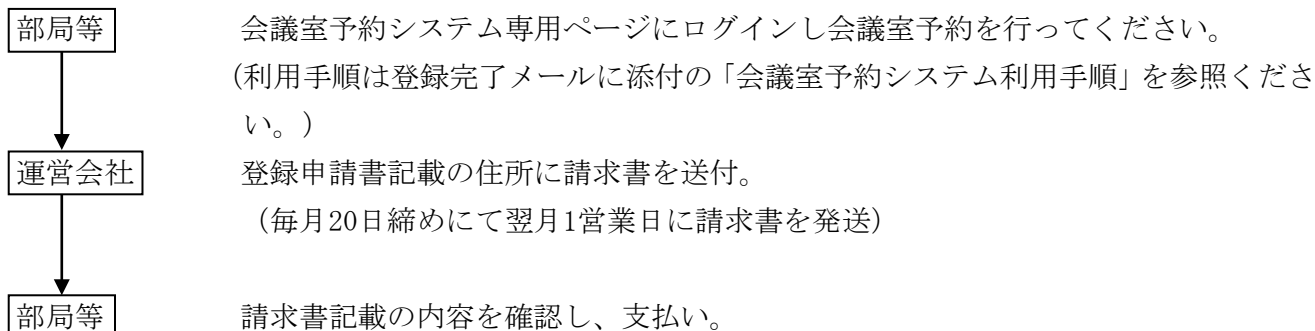 部局等 会議室予約システム専用ページにログインし会議室予約を行ってください。
(利用手順は登録完了メールに添付の「会議室予約システム利用手順」を参照くださ
い。)
運営会社 登録申請書記載の住所に請求書を送付。
(毎月20日締めにて翌月1営業日に請求書を発送)
部局等 請求書記載の内容を確認し、支払い。